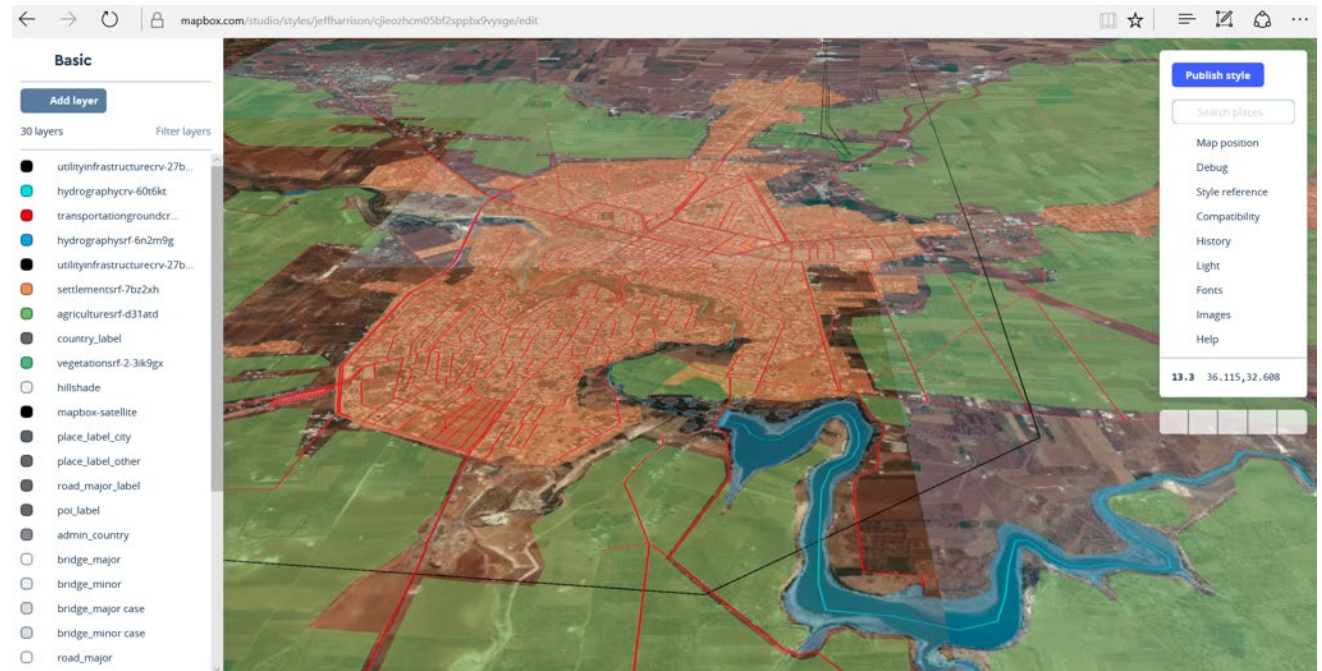 mapbox.com/studio/styles/jeffharrison/cjieozhcm05bf2sppbx9vyxge/edit
Basic
Add layer
30 layers Filter layers
utilityinfrastructurecrv-27b...
hydrographycrv-60t6kt
transportationgroundcr...
hydrographysrf-6n2m9g
utilityinfrastructurecrv-27b...
settlementsrf-7bz2xh
agriculturesrf-d31atd
country_label
vegetationsrf-2-3ik9gx
hillshade
mapbox-satellite
place_label_city
place_label_other
road_major_label
poi_label
admin_country
bridge_major
bridge_minor
bridge_major case
bridge_minor case
road_major
Publish style
Search places
Map position
Debug
Style reference
Compatibility
History
Light
Fonts
Images
Help
13.3 36.115,32.608